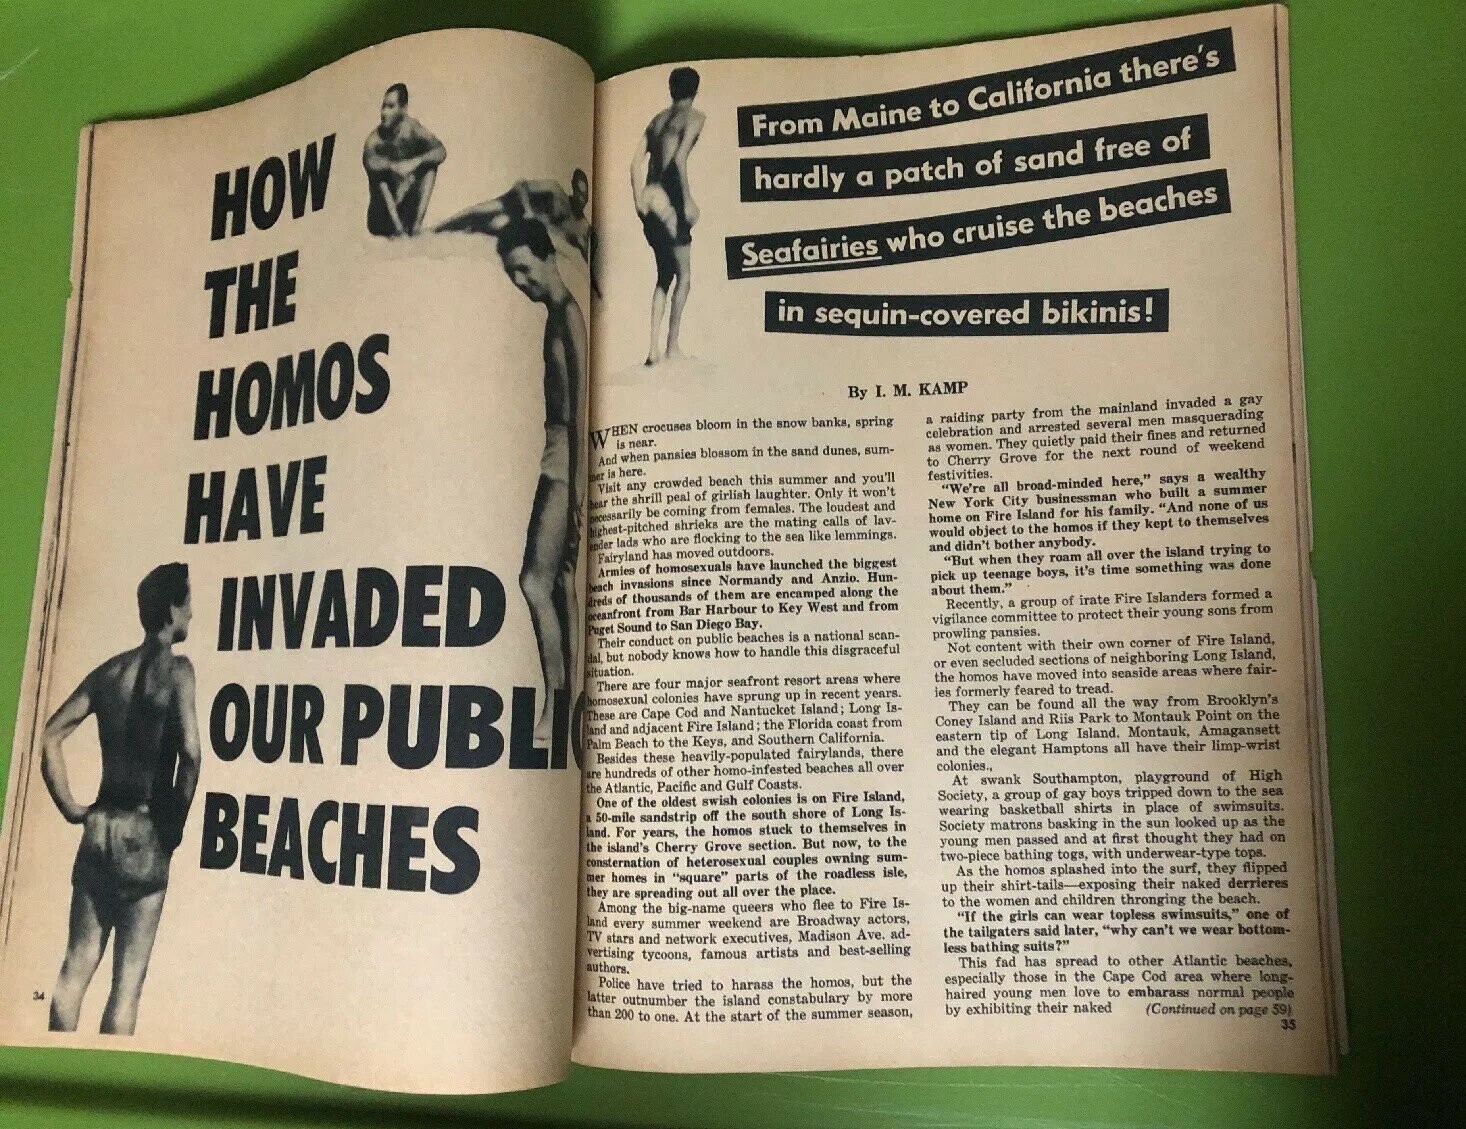 HOW
THE
HOMOS
HAVE
INVADED
OUR PUBLIC
BEACHES
34
From Maine to California there's
hardly a patch of sand free of
Seafairies who cruise the beaches
in sequin-covered bikinis!
By I. M. KAMP
WHEN crocuses bloom in the snow banks, spring
is near.
And when pansies blossom in the sand dunes, sum-
mer is here.
Visit any crowded beach this summer and you'll
hear the shrill peal of girlish laughter. Only it won't
necessarily be coming from females. The loudest and
highest-pitched shrieks are the mating calls of lav-
ender lads who are flocking to the sea like lemmings.
Fairyland has moved outdoors.
Armies of homosexuals have launched the biggest
beach invasions since Normandy and Anzio. Hun-
dreds of thousands of them are encamped along the
oceanfront from Bar Harbour to Key West and from
Puget Sound to San Diego Bay.
Their conduct on public beaches is a national scan-
dal, but nobody knows how to handle this disgraceful
situation.
There are four major seafront resort areas where
homosexual colonies have sprung up in recent years.
These are Cape Cod and Nantucket Island; Long Is-
land and adjacent Fire Island; the Florida coast from
Palm Beach to the Keys, and Southern California.
Besides these heavily-populated fairylands, there
are hundreds of other homo-infested beaches all over
the Atlantic, Pacific and Gulf Coasts.
One of the oldest swish colonies is on Fire Island,
a 50-mile sandstrip off the south shore of Long Is-
land. For years, the homos stuck to themselves in
the island's Cherry Grove section. But now, to the
consternation of heterosexual couples owning sum-
mer homes in "square" parts of the roadless isle,
they are spreading out all over the place.
Among the big-name queers who flee to Fire Is-
land every summer weekend are Broadway actors,
TV stars and network executives, Madison Ave. ad-
vertising tycoons, famous artists and best-selling
authors.
Police have tried to harass the homos, but the
latter outnumber the island constabulary by more
than 200 to one. At the start of the summer season,
a raiding party from the mainland invaded a gay
celebration and arrested several men masquerading
as women. They quietly paid their fines and returned
to Cherry Grove for the next round of weekend
festivities.
"We're all broad-minded here," says a wealthy
New York City businessman who built a summer
home on Fire Island for his family. "And none of us
would object to the homos if they kept to themselves
and didn't bother anybody.
"But when they roam all over the island trying to
pick up teenage boys, it's time something was done
about them."
Recently, a group of irate Fire Islanders formed a
vigilance committee to protect their young sons from
prowling pansies.
Not content with their own corner of Fire Island,
or even secluded sections of neighboring Long Island,
the homos have moved into seaside areas where fair-
ies formerly feared to tread.
They can be found all the way from Brooklyn's
Coney Island and Riis Park to Montauk Point on the
eastern tip of Long Island. Montauk, Amagansett
and the elegant Hamptons all have their limp-wrist
colonies.,
At swank Southampton, playground of High
Society, a group of gay boys tripped down to the sea
wearing basketball shirts in place of swimsuits.
Society matrons basking in the sun looked up as the
young men passed and at first thought they had on
two-piece bathing togs, with underwear-type tops.
As the homos splashed into the surf, they flipped
up their shirt-tails—exposing their naked derrieres
to the women and children thronging the beach.
"If the girls can wear topless swimsuits," one of
the tailgaters said later, "why can't we wear bottom-
less bathing suits?"
This fad has spread to other Atlantic beaches,
especially those in the Cape Cod area where long-
haired young men love to embarass normal people
by exhibiting their naked (Continued on page 59)
35